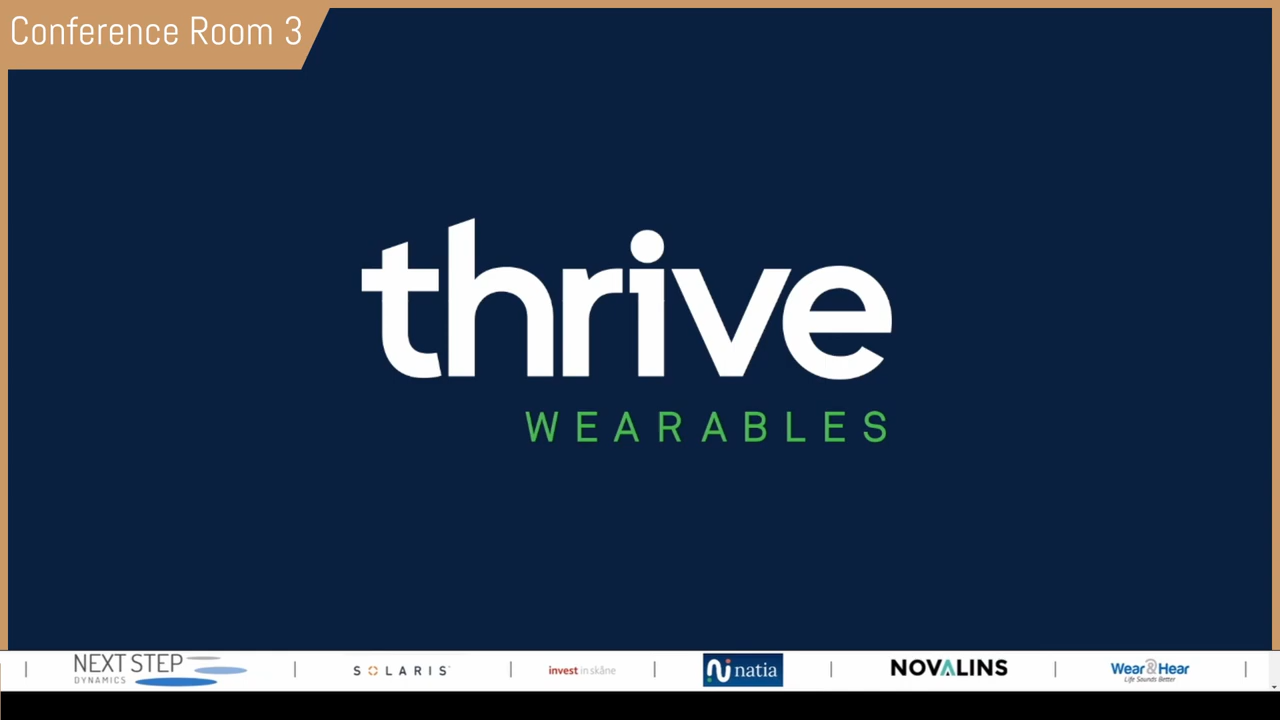 Conference Room 3
thrive
WEARABLES
NEXT STEP
DYNAMICS
SOLARIS
invest in skåne
natia
NOVALINS
Wear&Hear
Life Sounds Better